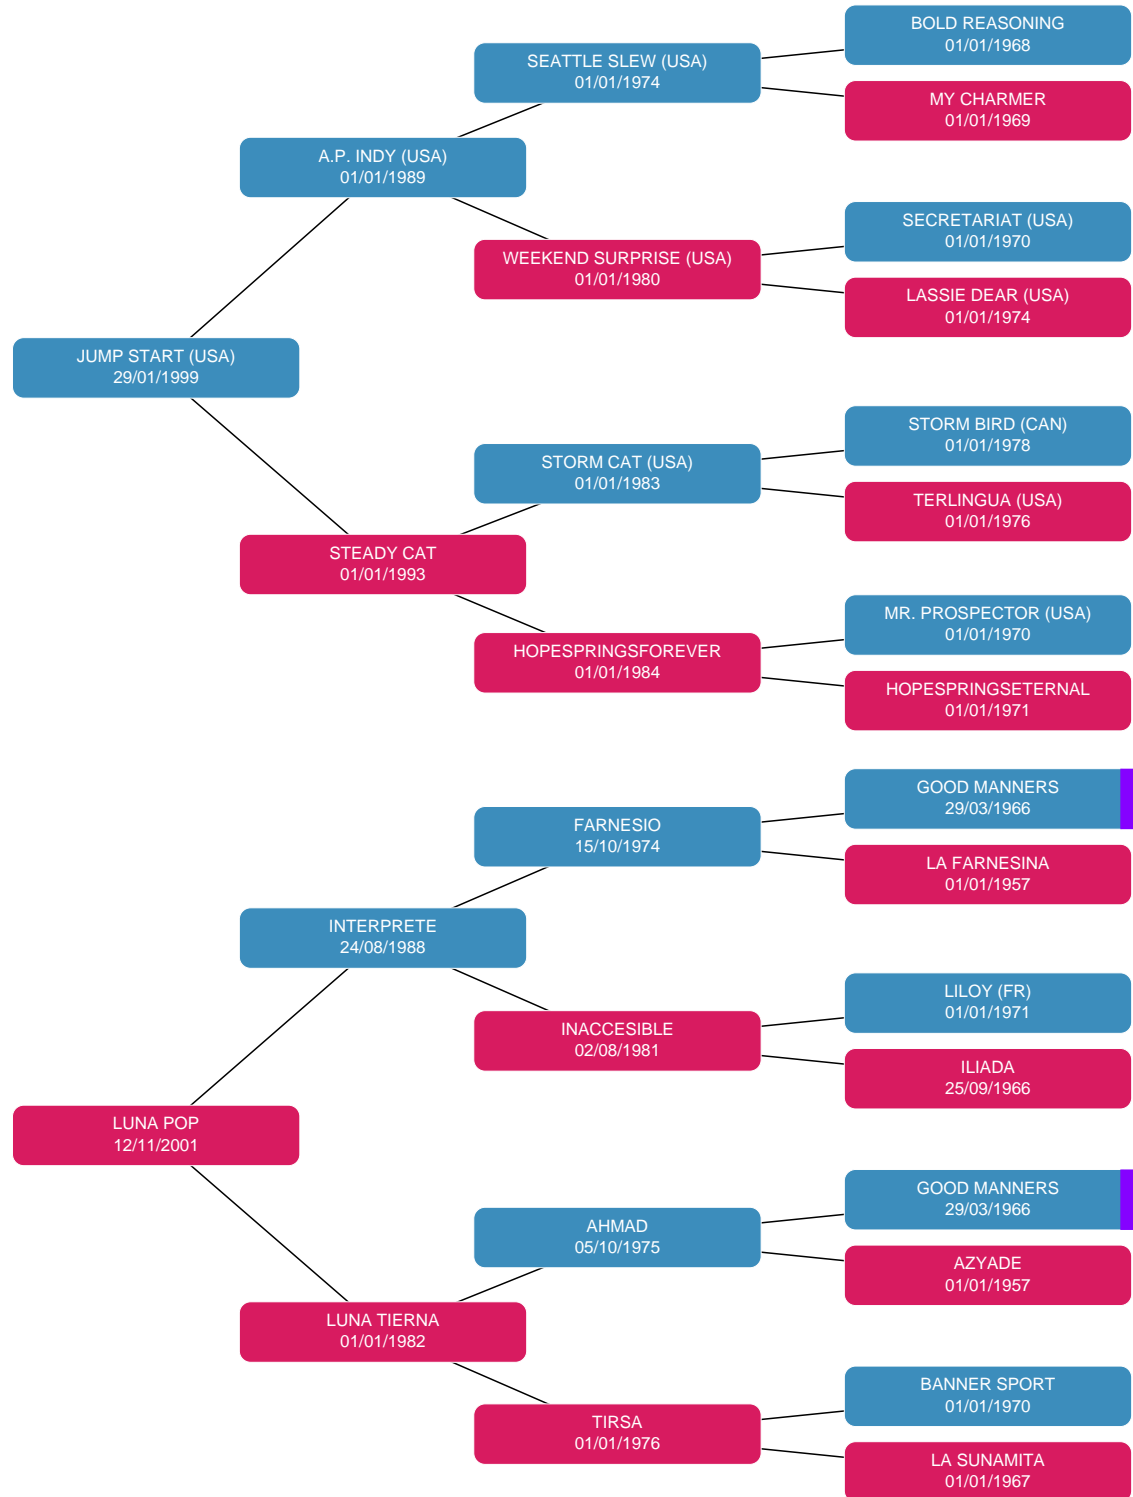 BOLD REASONING
01/01/1968
SEATTLE SLEW (USA)
01/01/1974
MY CHARMER
01/01/1969
A.P. INDY (USA)
01/01/1989
SECRETARIAT (USA)
01/01/1970
WEEKEND SURPRISE (USA)
01/01/1980
LASSIE DEAR (USA)
01/01/1974
JUMP START (USA)
29/01/1999
STORM BIRD (CAN)
01/01/1978
STORM CAT (USA)
01/01/1983
TERLINGUA (USA)
01/01/1976
STEADY CAT
01/01/1993
MR. PROSPECTOR (USA)
01/01/1970
HOPESPRINGSFOREVER
01/01/1984
HOPESPRINGSETERNAL
01/01/1971
GOOD MANNERS
29/03/1966
FARNESIO
15/10/1974
LA FARNESINA
01/01/1957
INTERPRETE
24/08/1988
LILOY (FR)
01/01/1971
INACCESIBLE
02/08/1981
ILIADA
25/09/1966
LUNA POP
12/11/2001
GOOD MANNERS
29/03/1966
AHMAD
05/10/1975
AZYADE
01/01/1957
LUNA TIERNA
01/01/1982
BANNER SPORT
01/01/1970
TIRSA
01/01/1976
LA SUNAMITA
01/01/1967